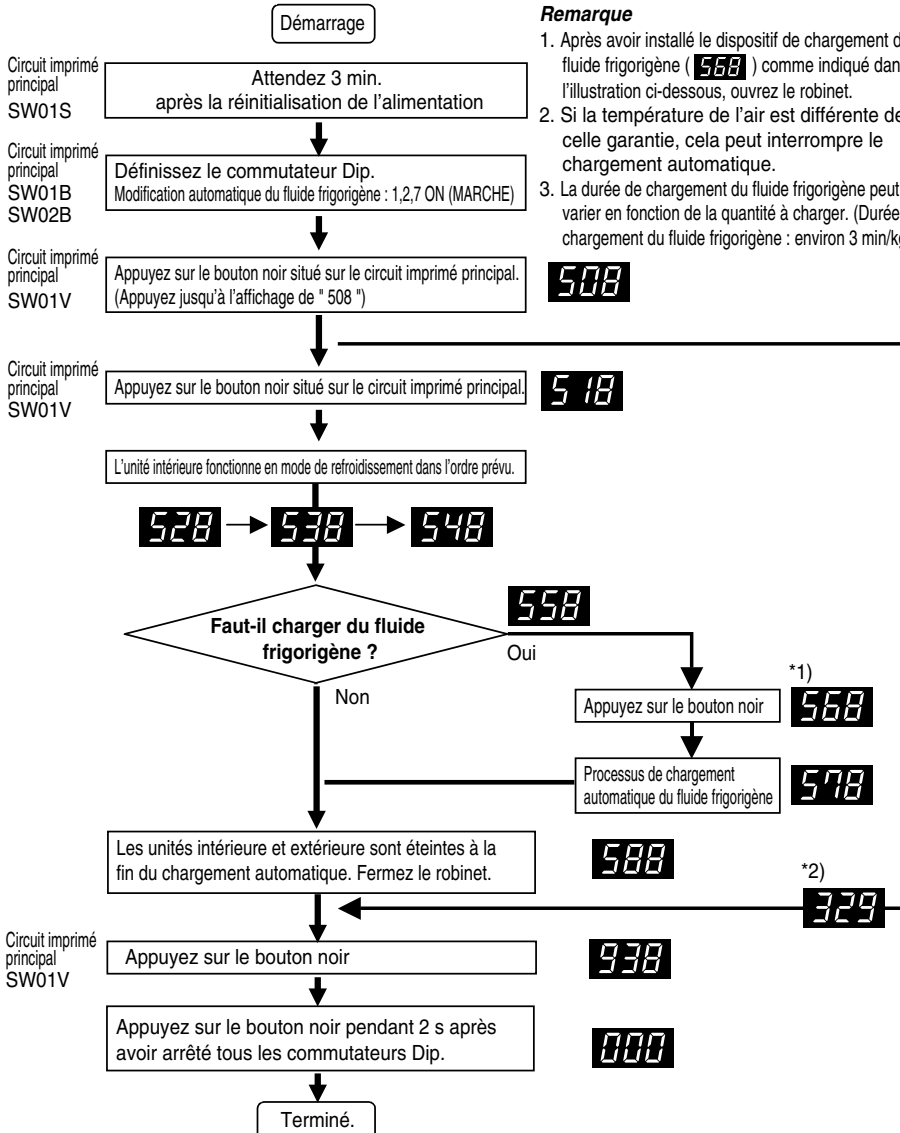 Démarrage
Circuit imprimé
principal
SW01S
Attendez 3 min.
après la réinitialisation de l'alimentation
Circuit imprimé
principal
SW01B
SW02B
Définissez le commutateur Dip.
Modification automatique du fluide frigorigène : 1,2,7 ON (MARCHE)
Circuit imprimé
principal
SW01V
Appuyez sur le bouton noir situé sur le circuit imprimé principal.
(Appuyez jusqu'à l'affichage de " 508 ")
508
Remarque
1. Après avoir installé le dispositif de chargement d
fluide frigorigène ( 568 ) comme indiqué dan
l'illustration ci-dessous, ouvrez le robinet.
2. Si la température de l'air est différente de
celle garantie, cela peut interrompre le
chargement automatique.
3. La durée de chargement du fluide frigorigène peut
varier en fonction de la quantité à charger. (Durée
chargement du fluide frigorigène : environ 3 min/kg
Circuit imprimé
principal
SW01V
Appuyez sur le bouton noir situé sur le circuit imprimé principal.
518
L'unité intérieure fonctionne en mode de refroidissement dans l'ordre prévu.
528 538 548
Faut-il charger du fluide
frigorigène ?
558
Oui
Non
*1)
Appuyez sur le bouton noir
568
Processus de chargement
automatique du fluide frigorigène
578
Les unités intérieure et extérieure sont éteintes à la
fin du chargement automatique. Fermez le robinet.
588
*2)
329
Circuit imprimé
principal
SW01V
Appuyez sur le bouton noir
938
Appuyez sur le bouton noir pendant 2 s après
avoir arrêté tous les commutateurs Dip.
000
Terminé.